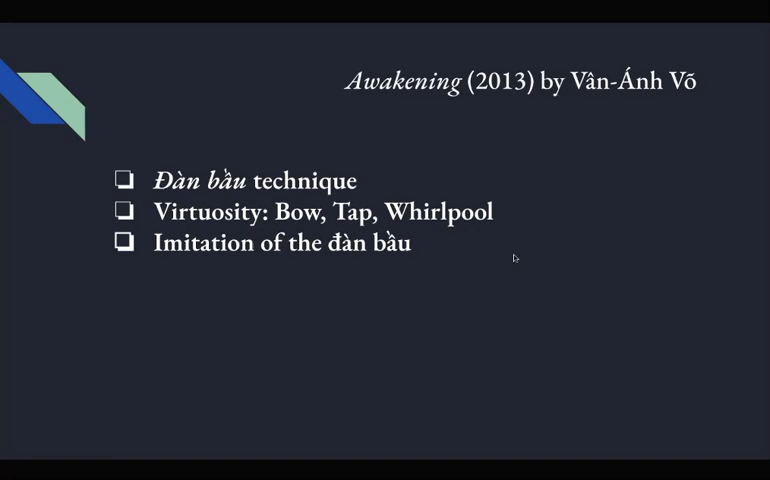 Awakening (2013) by Vân-Ánh Võ
Đàn bầu technique
Virtuosity: Bow, Tap, Whirlpool
Imitation of the đàn bầu